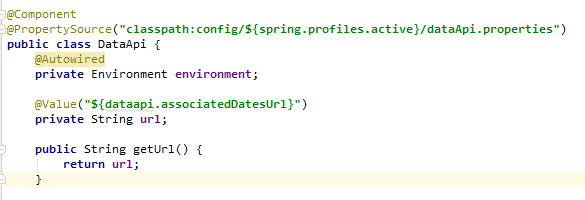 @Component
@PropertySource("classpath:config/${spring.profiles.active}/dataApi.properties")
public class DataApi {
    @Autowired
    private Environment environment;

    @Value("${dataapi.associatedDatesUrl}")
    private String url;

    public String getUrl() {
        return url;
    }